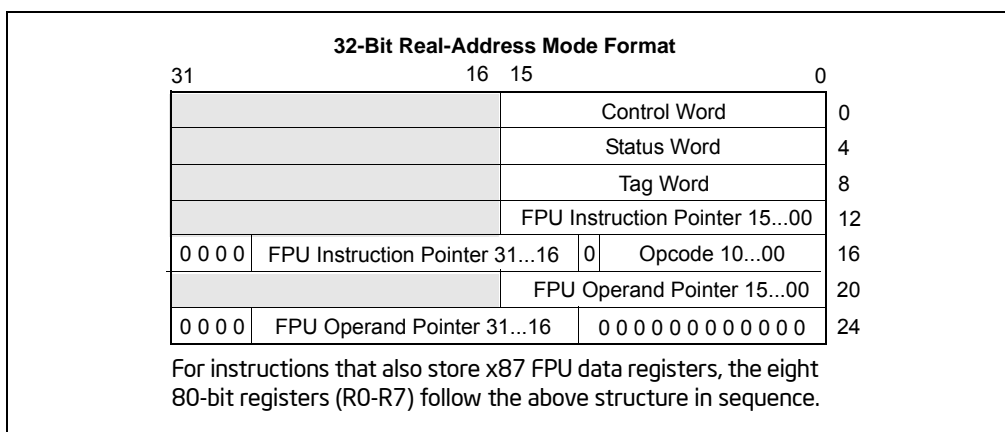 32-Bit Real-Address Mode Format
31 16 15 0
Control Word 0
Status Word 4
Tag Word 8
FPU Instruction Pointer 15...00 12
0 0 0 0 FPU Instruction Pointer 31...16 0 Opcode 10...00 16
FPU Operand Pointer 15...00 20
0 0 0 0 FPU Operand Pointer 31...16 0 0 0 0 0 0 0 0 0 0 0 0 24
For instructions that also store x87 FPU data registers, the eight
80-bit registers (R0-R7) follow the above structure in sequence.